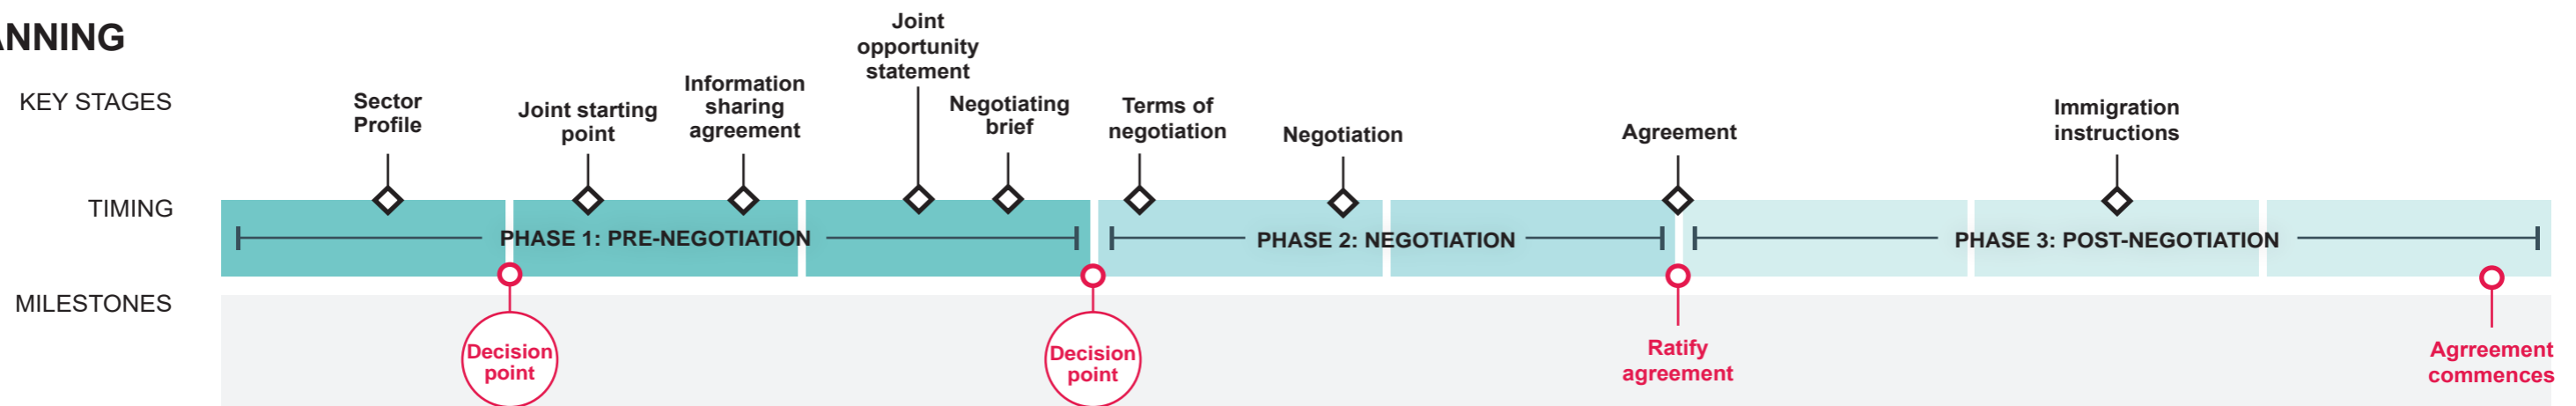 ANNING
KEY STAGES
Sector
Profile
Joint starting
point
Information
sharing
agreement
Joint
opportunity
statement
Negotiating
brief
Terms of
negotiation
Negotiation
Agreement
Immigration
instructions
TIMING
PHASE 1: PRE-NEGOTIATION
PHASE 2: NEGOTIATION
PHASE 3: POST-NEGOTIATION
MILESTONES
Decision
point
Decision
point
Ratify
agreement
Agrreement
commences